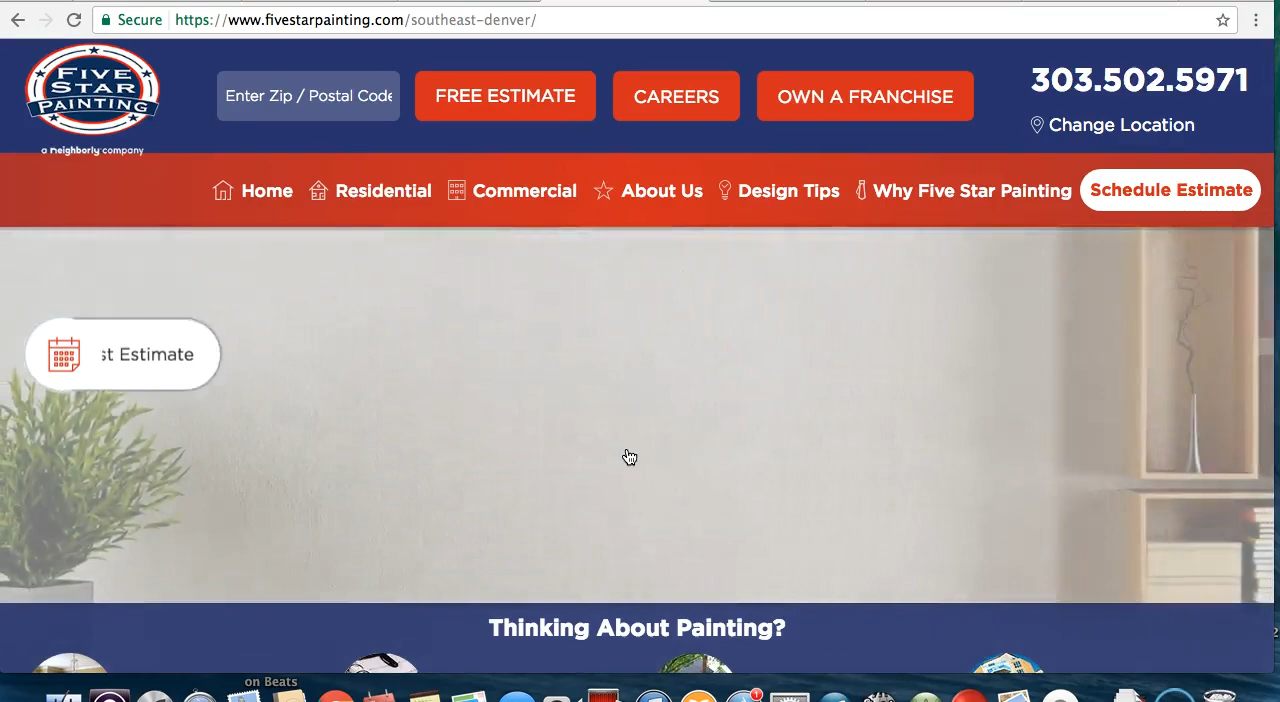 Secure
https://www.fivestarpainting.com/southeast-denver/
FIVE
STAR
PAINTING
a neighborly company
Enter Zip / Postal Code
FREE ESTIMATE
CAREERS
OWN A FRANCHISE
303.502.5971
Change Location
Home
Residential
Commercial
About Us
Design Tips
Why Five Star Painting
Schedule Estimate
st Estimate
Thinking About Painting?
on Beats
1